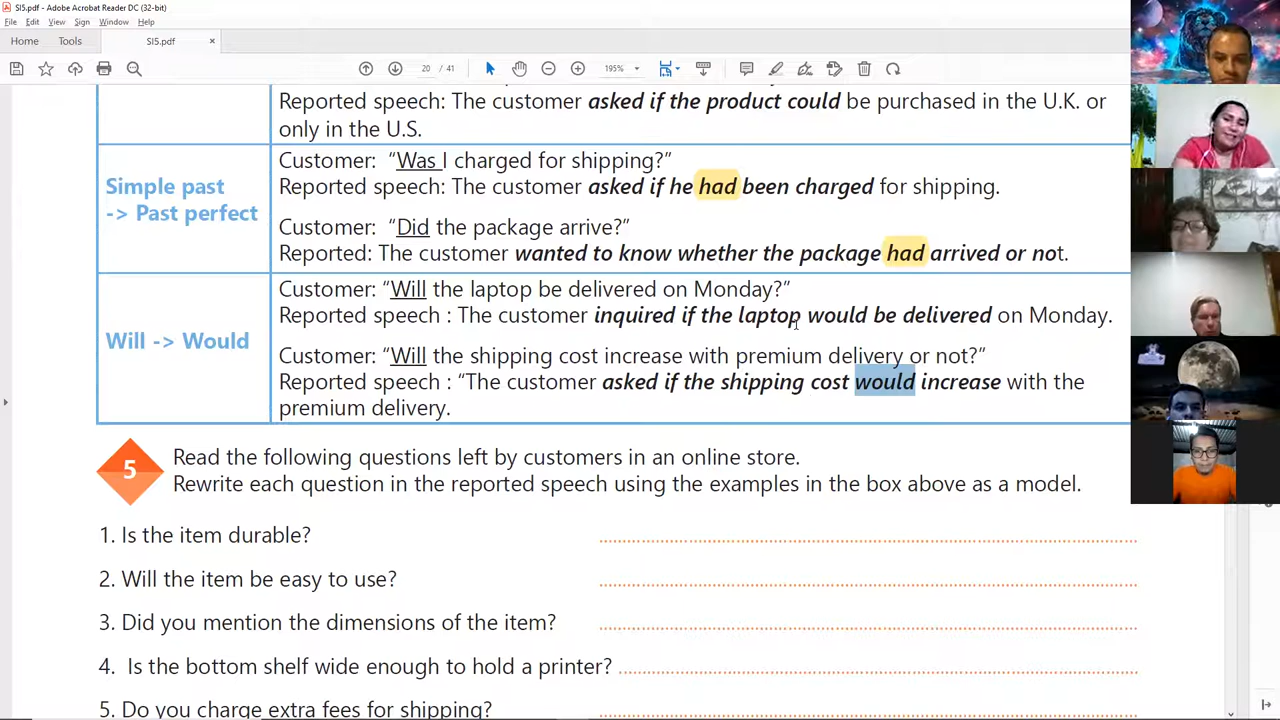 SI5.pdf - Adobe Acrobat Reader DC (32-bit)
File Edit View Sign Window Help
Home Tools SI5.pdf ×
20 / 41 195%
Reported speech: The customer asked if the product could be purchased in the U.K. or
only in the U.S.
Simple past
-> Past perfect
Customer: “Was I charged for shipping?”
Reported speech: The customer asked if he had been charged for shipping.
Customer: “Did the package arrive?”
Reported: The customer wanted to know whether the package had arrived or not.
Will -> Would
Customer: “Will the laptop be delivered on Monday?”
Reported speech : The customer inquired if the laptop would be delivered on Monday.
Customer: “Will the shipping cost increase with premium delivery or not?”
Reported speech : “The customer asked if the shipping cost would increase with the
premium delivery.
5
Read the following questions left by customers in an online store.
Rewrite each question in the reported speech using the examples in the box above as a model.
1. Is the item durable?
2. Will the item be easy to use?
3. Did you mention the dimensions of the item?
4. Is the bottom shelf wide enough to hold a printer?
5. Do you charge extra fees for shipping?